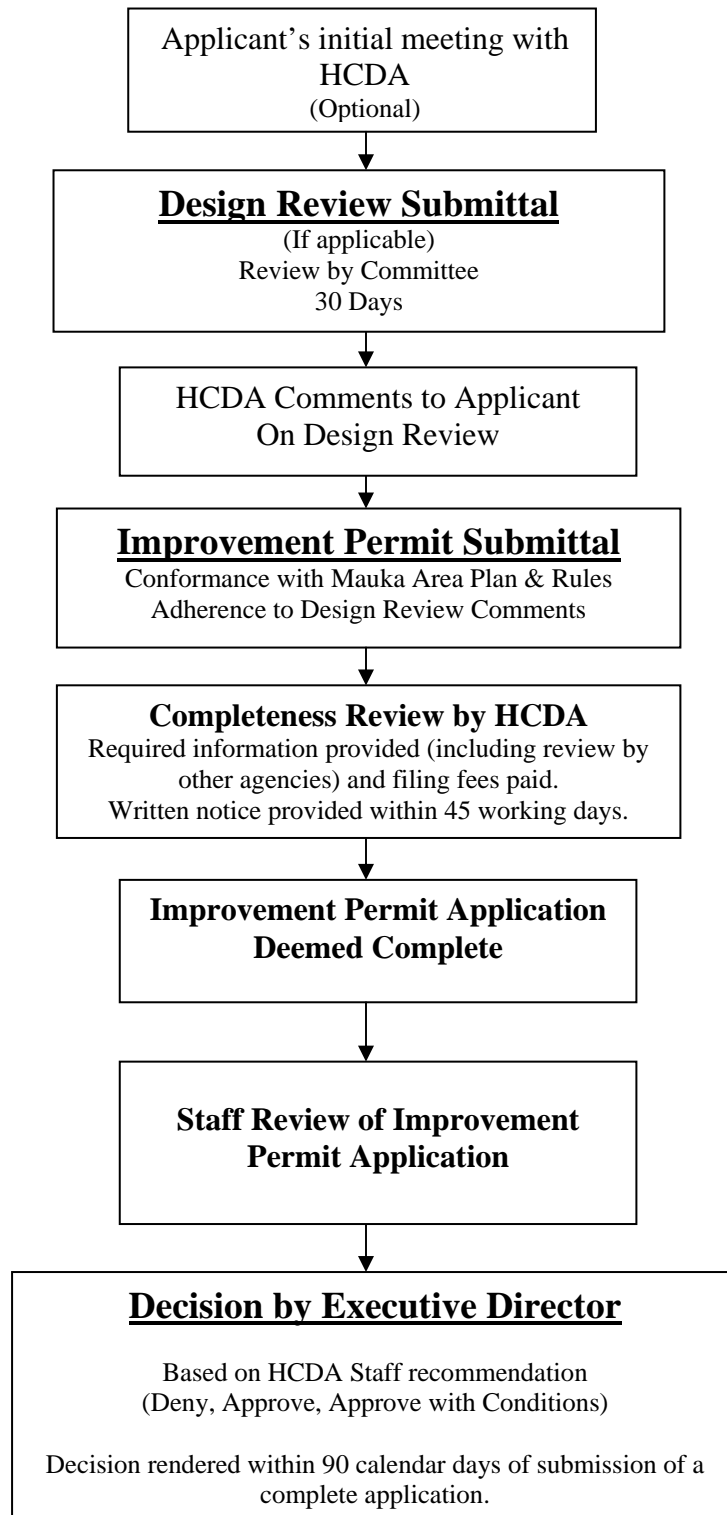 Applicant’s initial meeting with
HCDA
(Optional)
Design Review Submittal
(If applicable)
Review by Committee
30 Days
HCDA Comments to Applicant
On Design Review
Improvement Permit Submittal
Conformance with Mauka Area Plan & Rules
Adherence to Design Review Comments
Completeness Review by HCDA
Required information provided (including review by
other agencies) and filing fees paid.
Written notice provided within 45 working days.
Improvement Permit Application
Deemed Complete
Staff Review of Improvement
Permit Application
Decision by Executive Director
Based on HCDA Staff recommendation
(Deny, Approve, Approve with Conditions)
Decision rendered within 90 calendar days of submission of a
complete application.